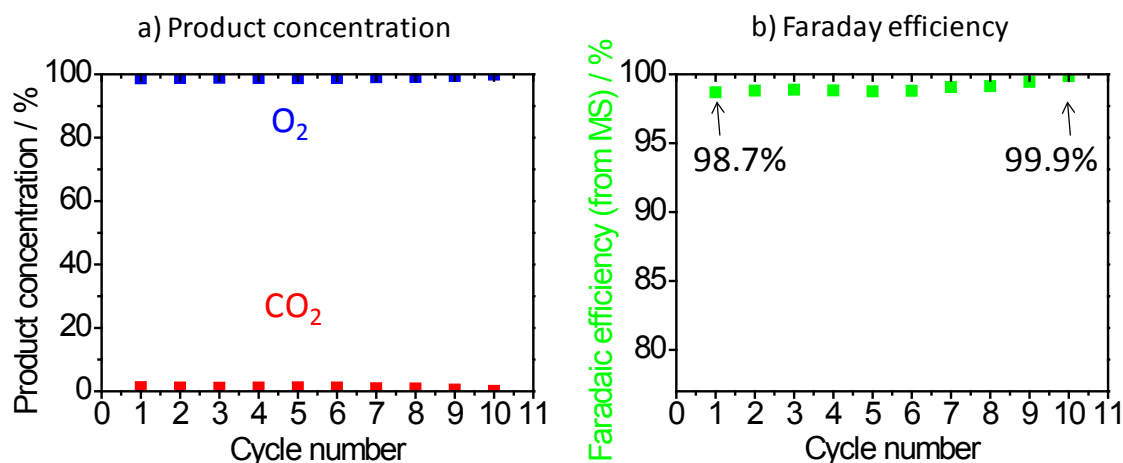 a) Product concentration
Product concentration / %
100
80
60
40
20
0
O₂
CO₂
0 1 2 3 4 5 6 7 8 9 10 11
Cycle number
b) Faraday efficiency
Faradaic efficiency (from MS) / %
100
95
90
85
80
98.7%
99.9%
0 1 2 3 4 5 6 7 8 9 10 11
Cycle number